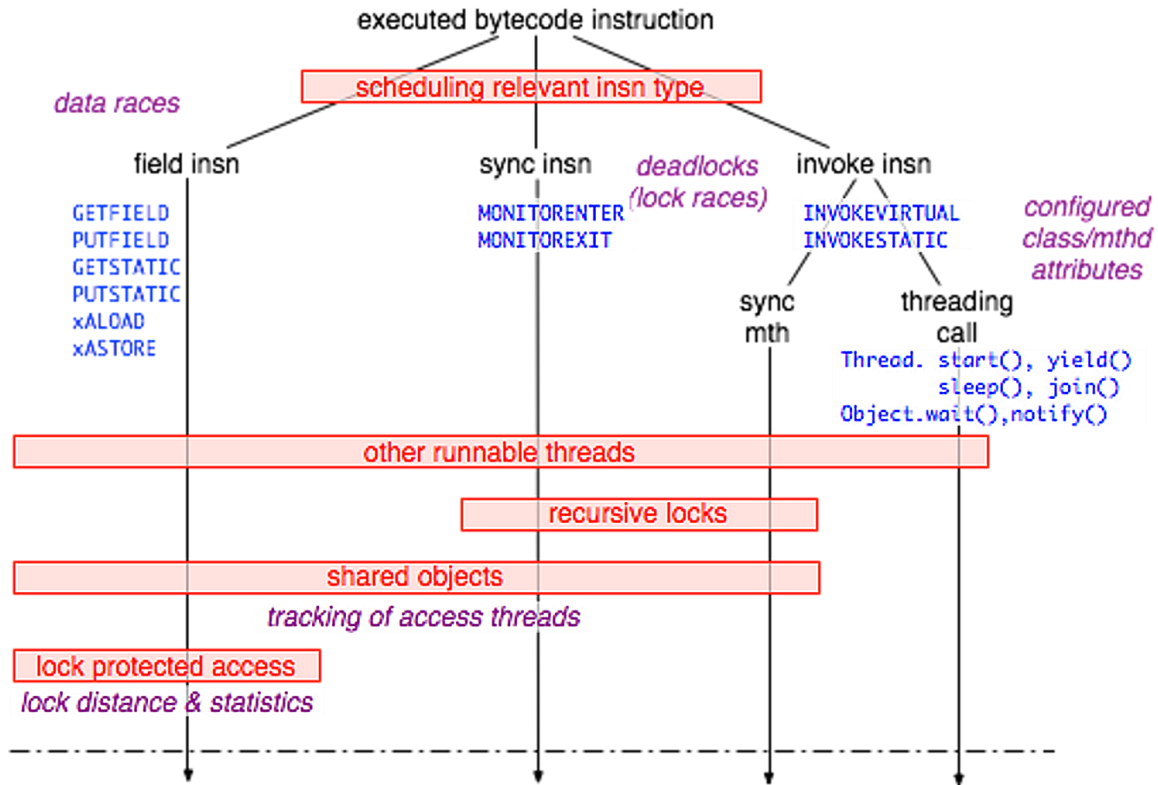 executed bytecode instruction
scheduling relevant insn type
data races
field insn
sync insn
deadlocks
(lock races)
invoke insn
GETFIELD
PUTFIELD
GETSTATIC
PUTSTATIC
xALOAD
xASTORE
MONITORENTER
MONITOREXIT
INVOKEVIRTUAL
INVOKESTATIC
configured
class/mthd
attributes
sync
mth
threading
call
Thread. start(), yield()
sleep(), join()
Object.wait(),notify()
other runnable threads
recursive locks
shared objects
tracking of access threads
lock protected access
lock distance & statistics